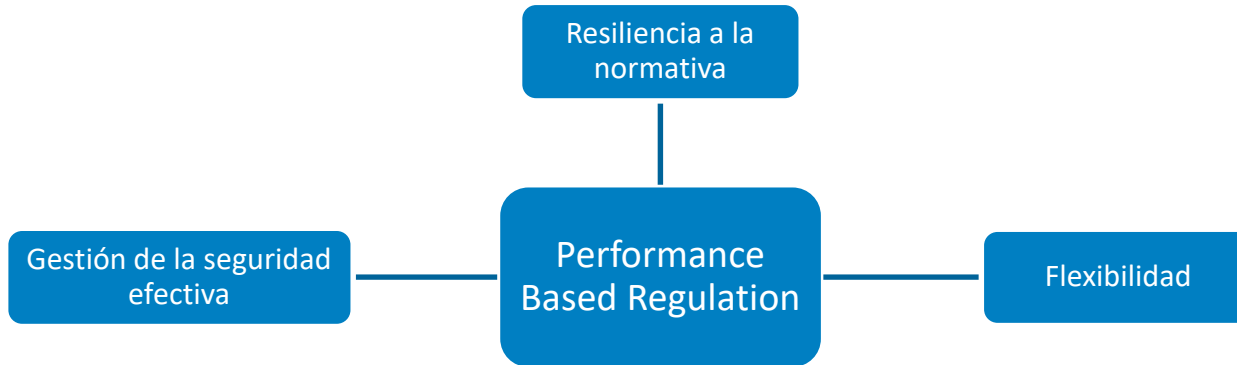 Resiliencia a la
normativa
Gestión de la seguridad
efectiva
Performance
Based Regulation
Flexibilidad